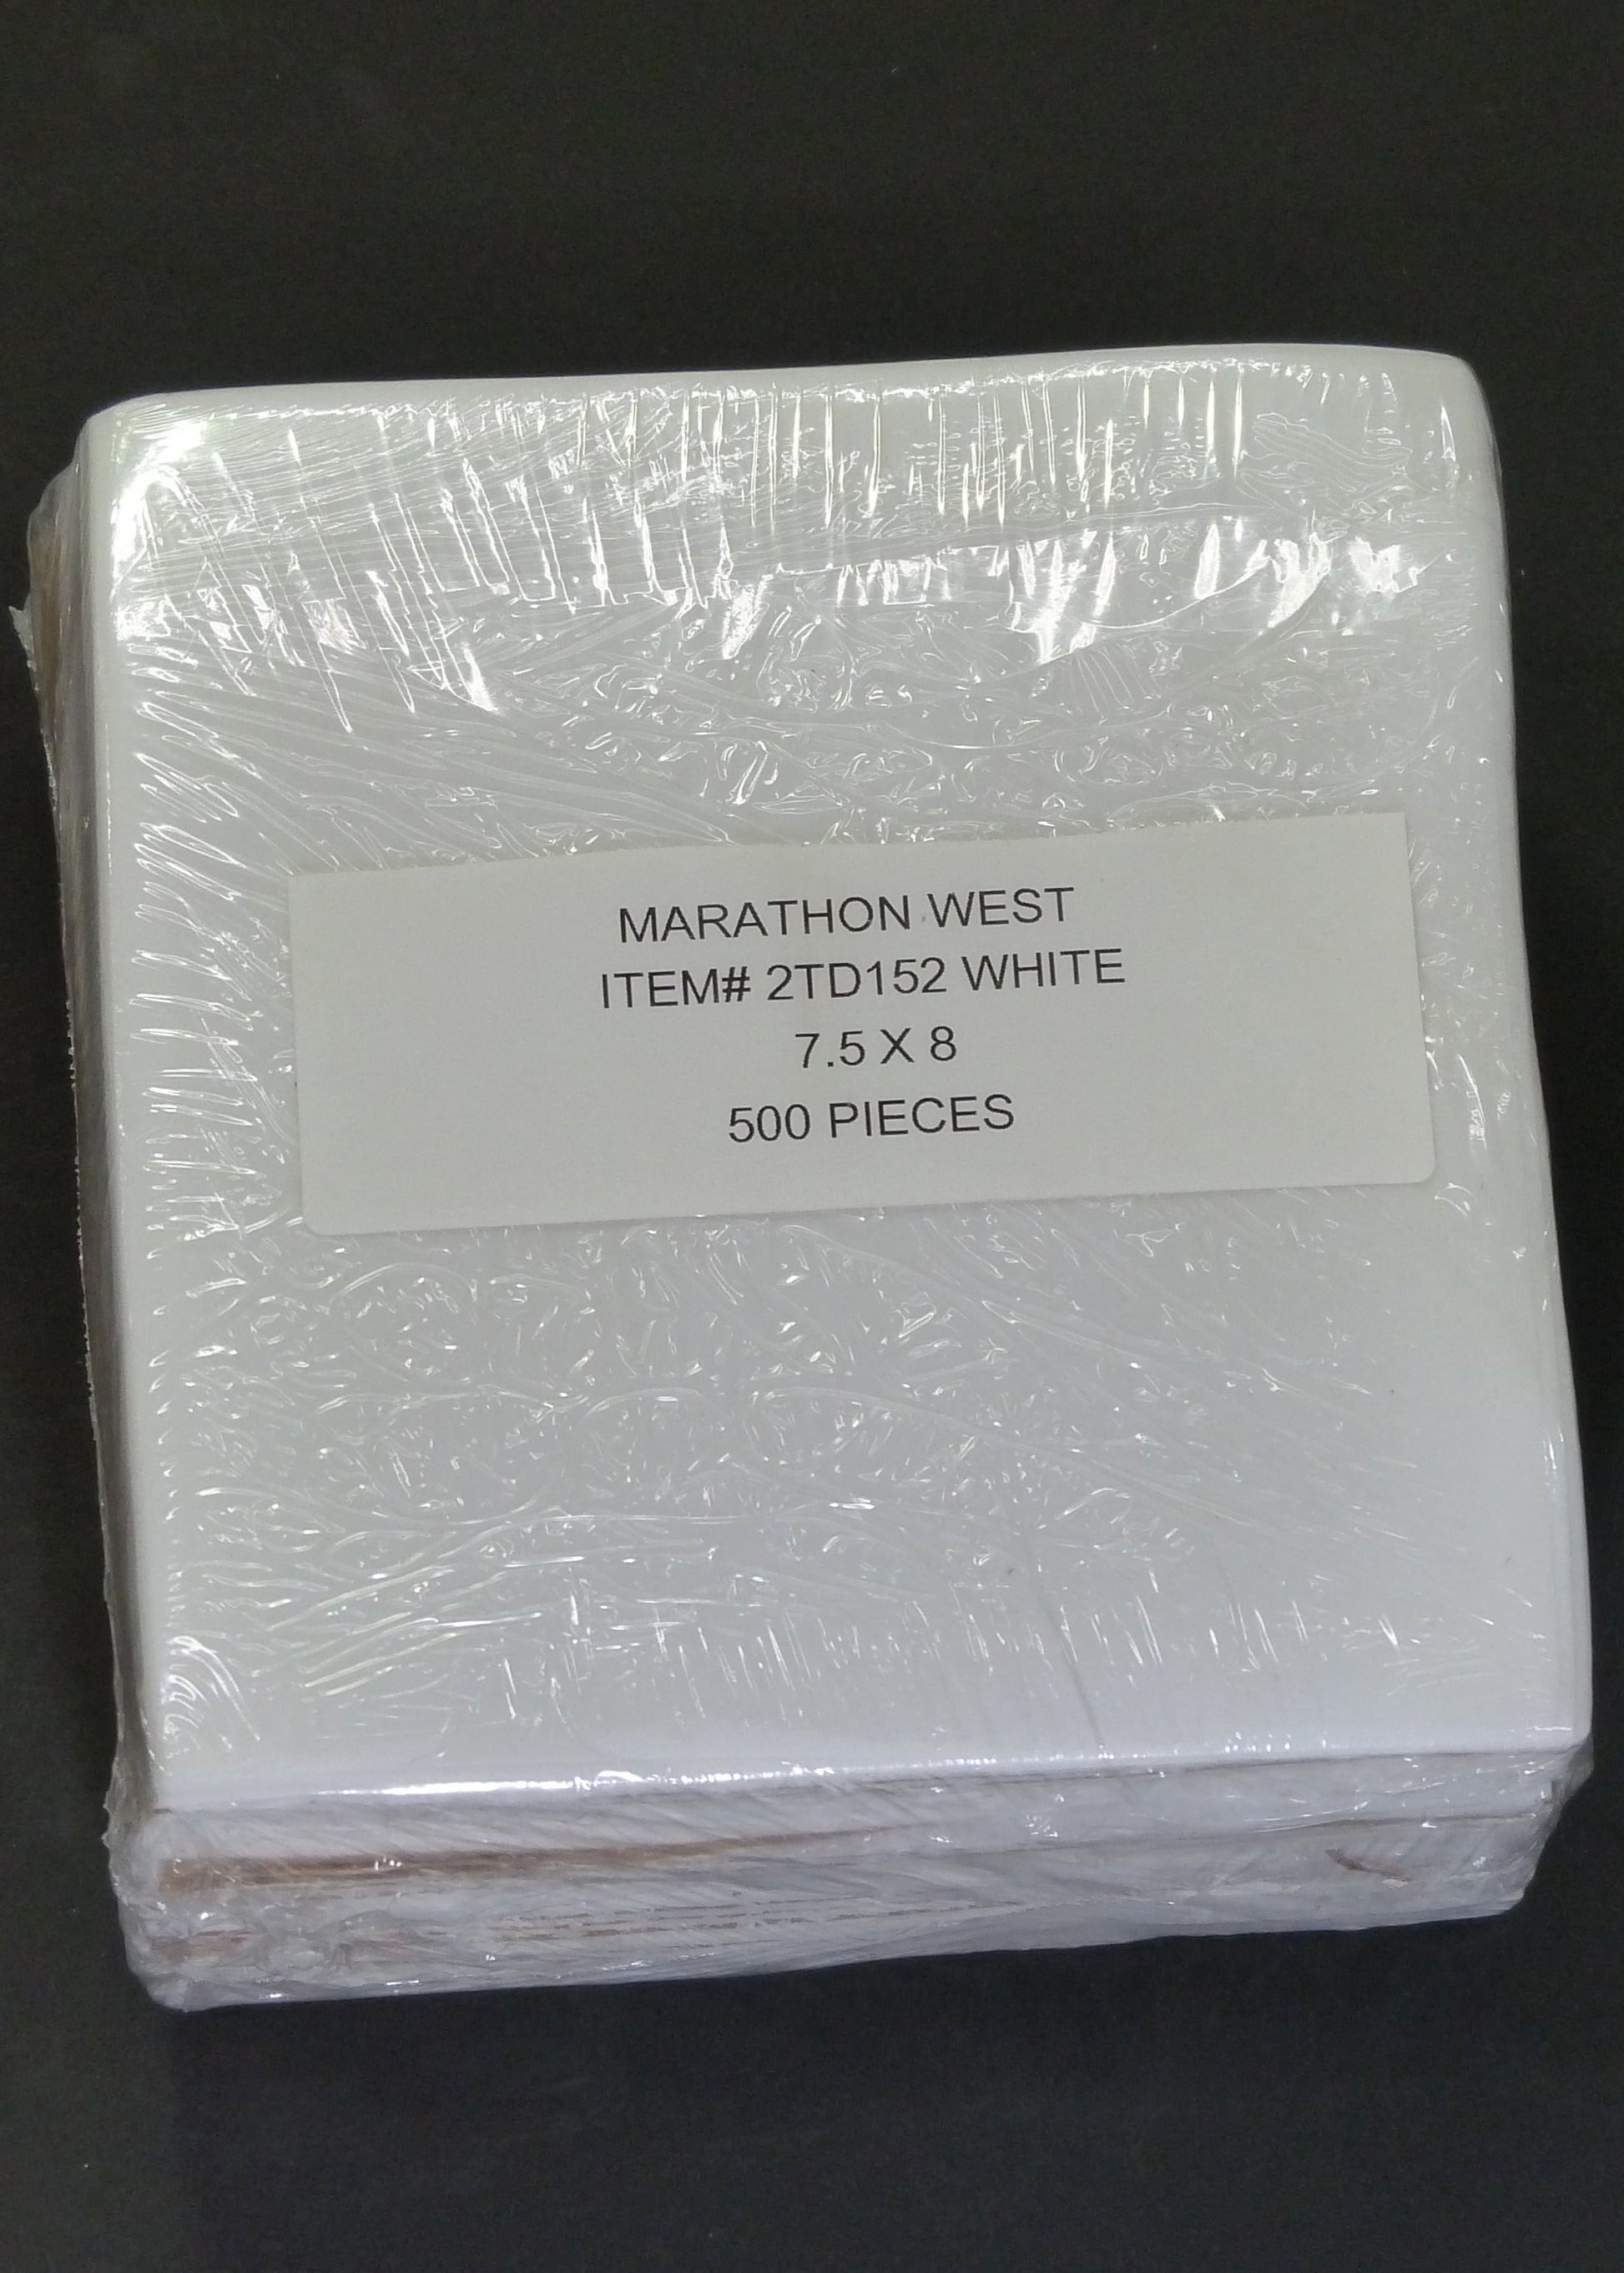 MARATHON WEST
ITEM# 2TD152 WHITE
7.5 X 8
500 PIECES